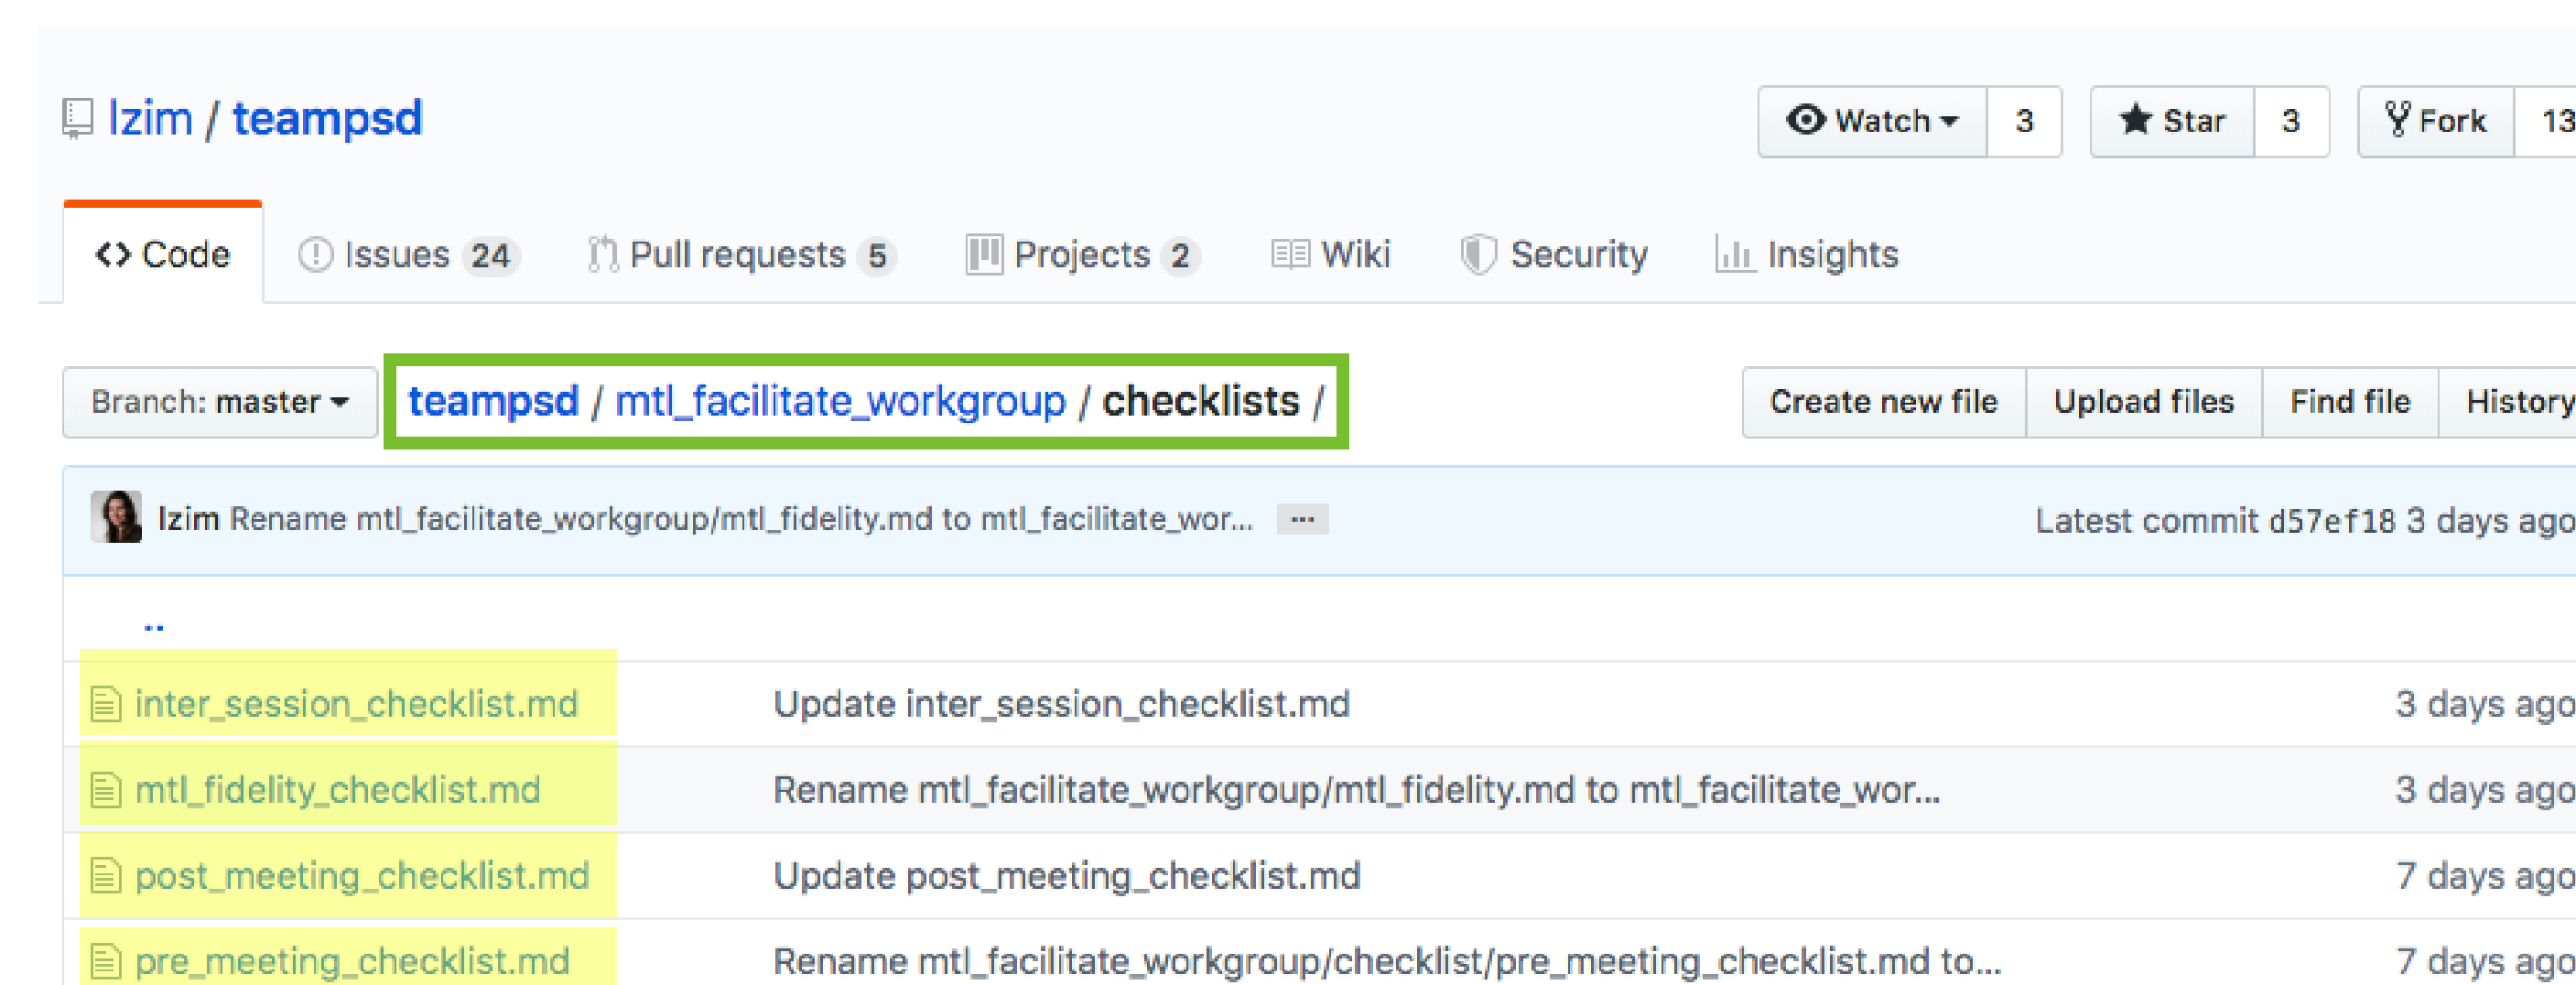 lzim / teampsd Watch 3 Star 3 Fork 13
Code Issues 24 Pull requests 5 Projects 2 Wiki Security Insights
Branch: master teampsd / mtl_facilitate_workgroup / checklists / Create new file Upload files Find file History
lzim Rename mtl_facilitate_workgroup/mtl_fidelity.md to mtl_facilitate_wor... ... Latest commit d57ef18 3 days ago
..
inter_session_checklist.md Update inter_session_checklist.md 3 days ago
mtl_fidelity_checklist.md Rename mtl_facilitate_workgroup/mtl_fidelity.md to mtl_facilitate_wor... 3 days ago
post_meeting_checklist.md Update post_meeting_checklist.md 7 days ago
pre_meeting_checklist.md Rename mtl_facilitate_workgroup/checklist/pre_meeting_checklist.md to... 7 days ago